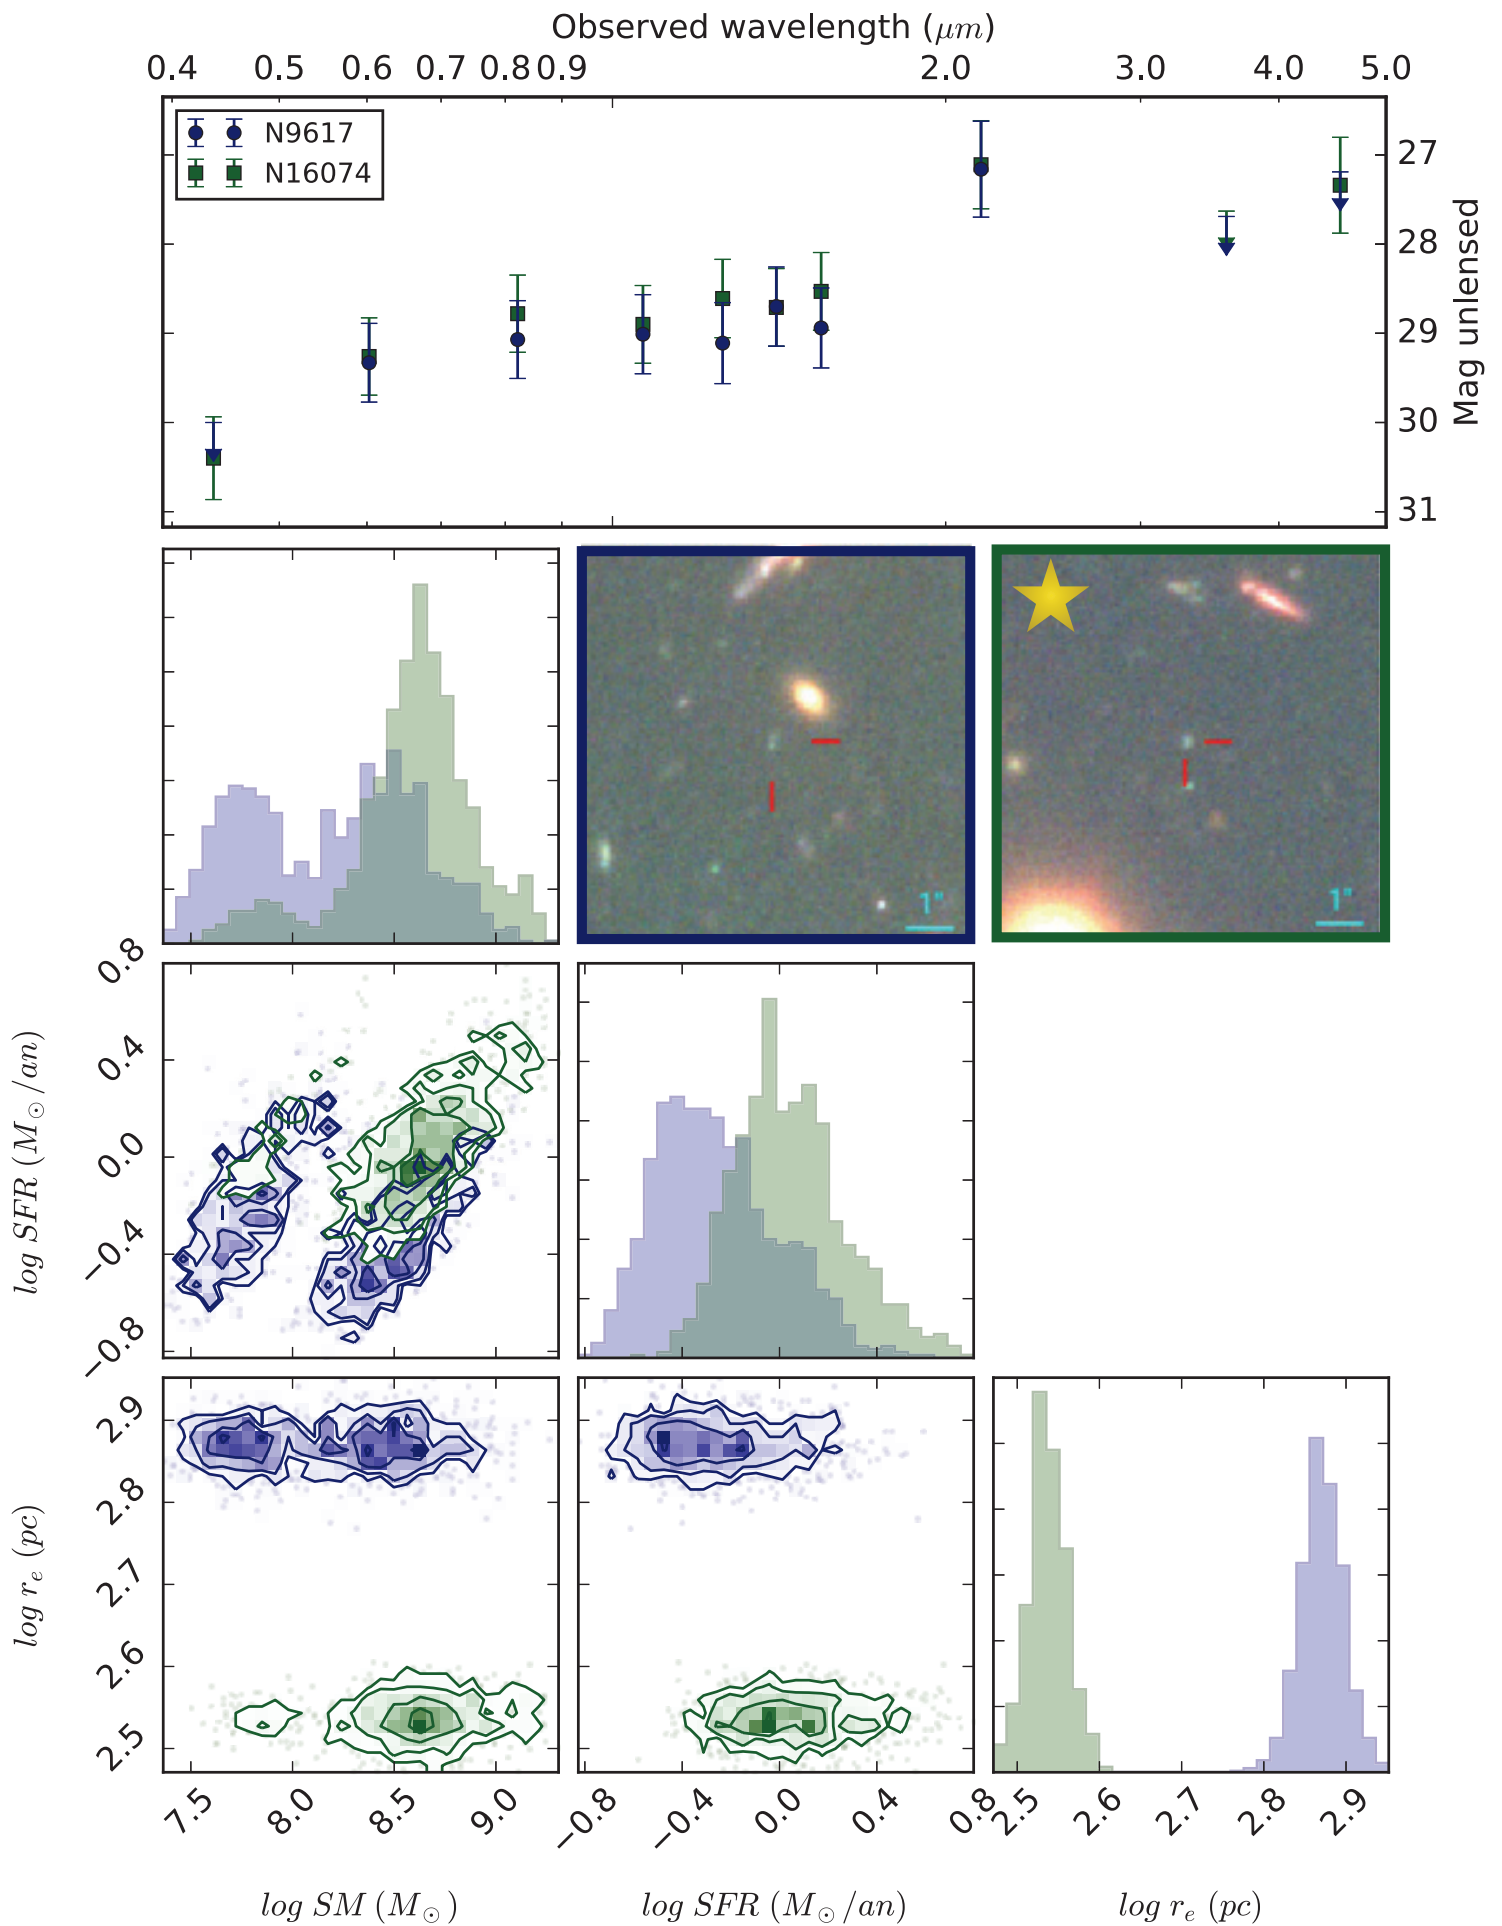 Observed wavelength (μm)
0.4 0.5 0.6 0.7 0.8 0.9 2.0 3.0 4.0 5.0
N9617
N16074
27
28
29
30
31
Mag unlensed
1"
1"
0.8
0.4
0.0
−0.4
−0.8
log SFR (M⊙/an)
2.9
2.8
2.7
2.6
2.5
log rₑ (pc)
7.5 8.0 8.5 9.0
−0.8 −0.4 0.0 0.4 0.8
2.5 2.6 2.7 2.8 2.9
log SM (M⊙)
log SFR (M⊙/an)
log rₑ (pc)